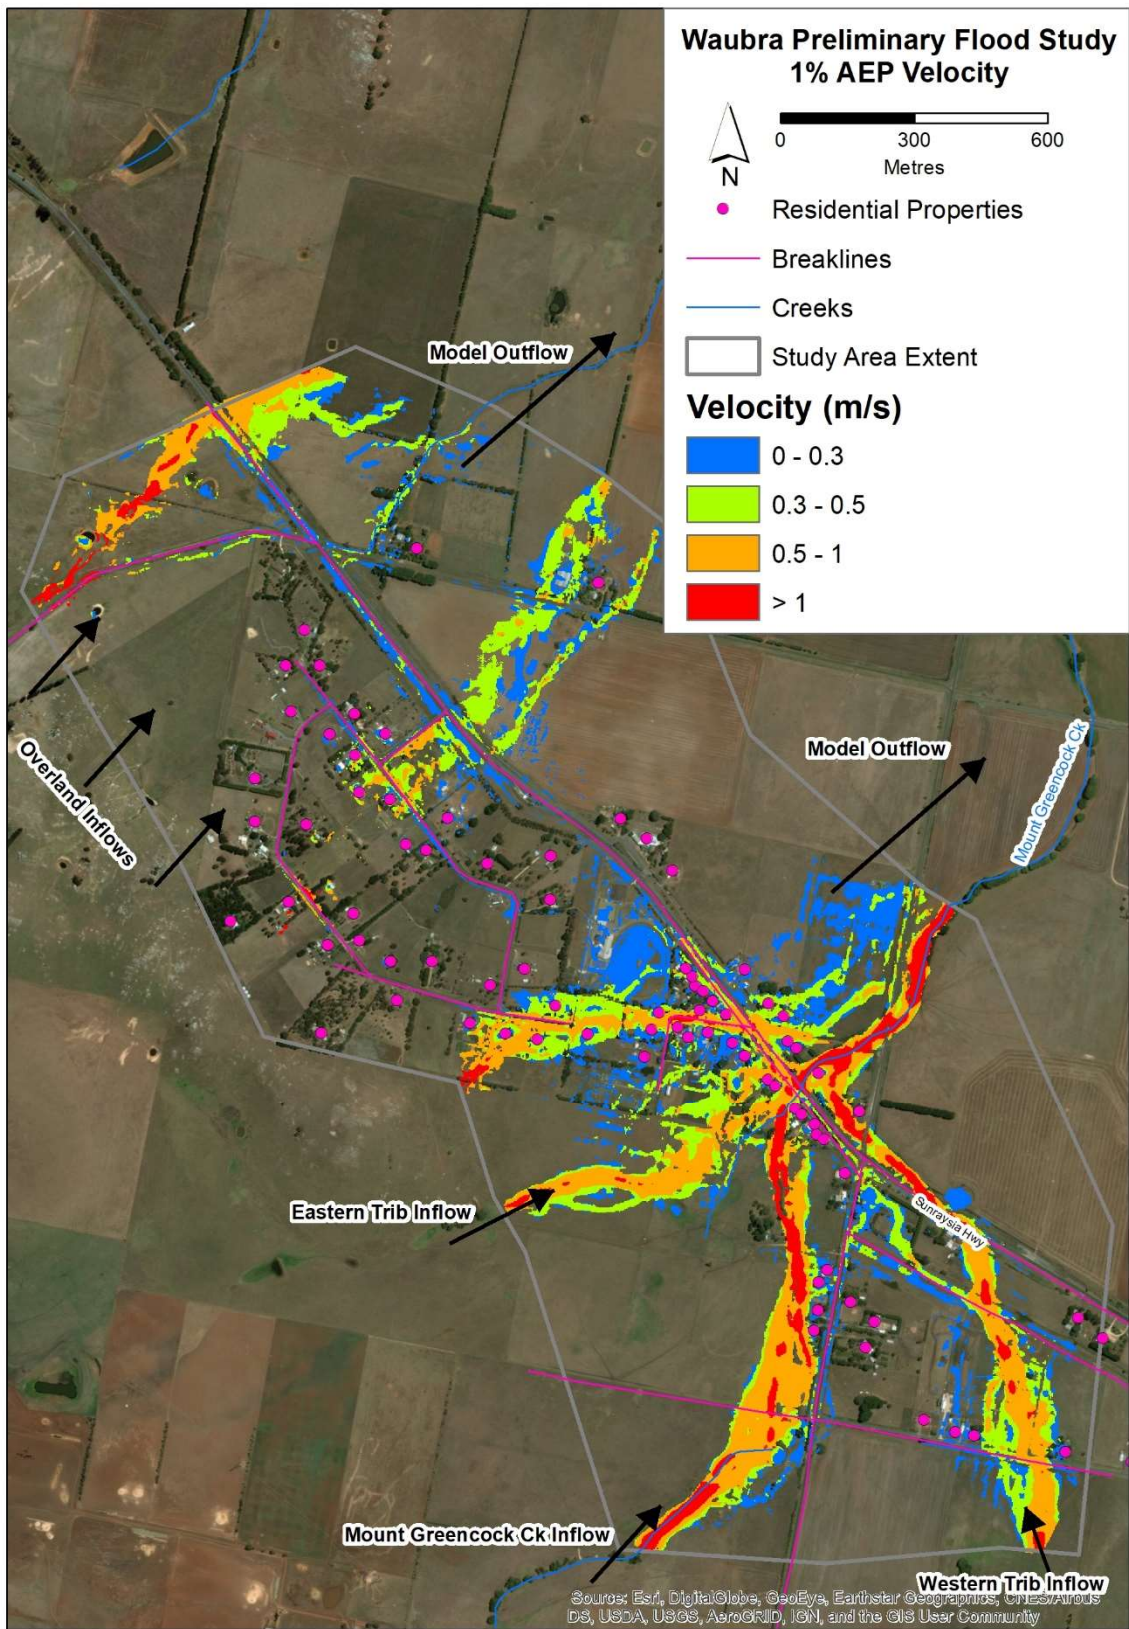 Waubra Preliminary Flood Study
1% AEP Velocity
N
0 300 600
Metres
Residential Properties
Breaklines
Creeks
Study Area Extent
Velocity (m/s)
0 - 0.3
0.3 - 0.5
0.5 - 1
> 1
Model Outflow
Overland Inflows
Model Outflow
Mount Greencock Ck
Eastern Trib Inflow
Sunraysia Hwy
Mount Greencock Ck Inflow
Western Trib Inflow
Source: Esri, DigitalGlobe, GeoEye, Earthstar Geographics, CNES/Airbus
DS, USDA, USGS, AeroGRID, IGN, and the GIS User Community